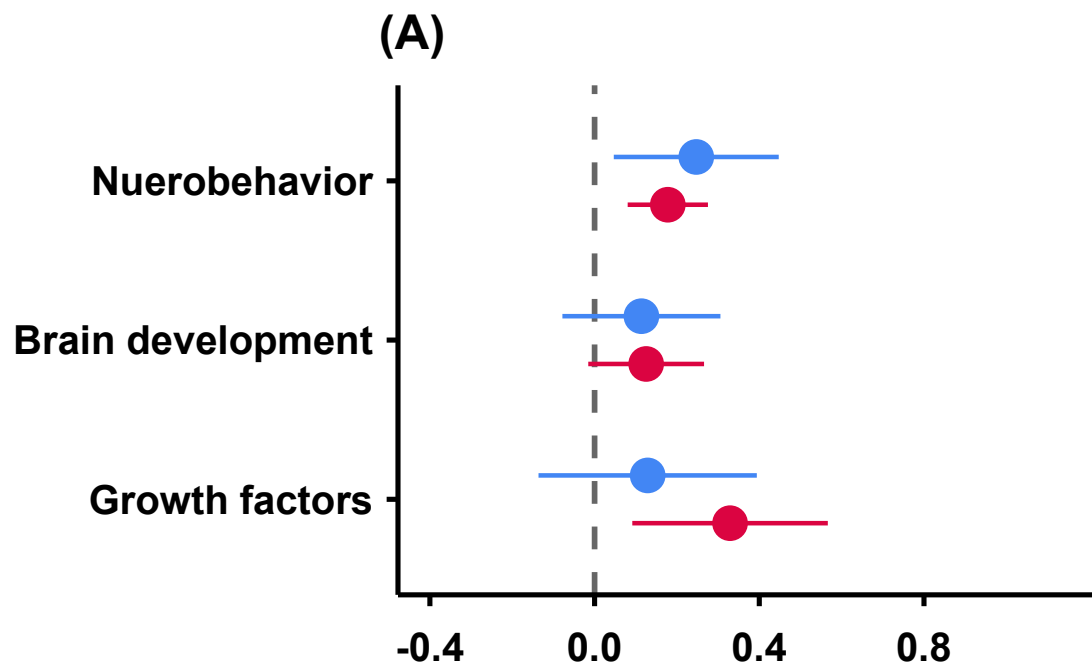 (A)
Nuerobehavior
Brain development
Growth factors
-0.4 0.0 0.4 0.8